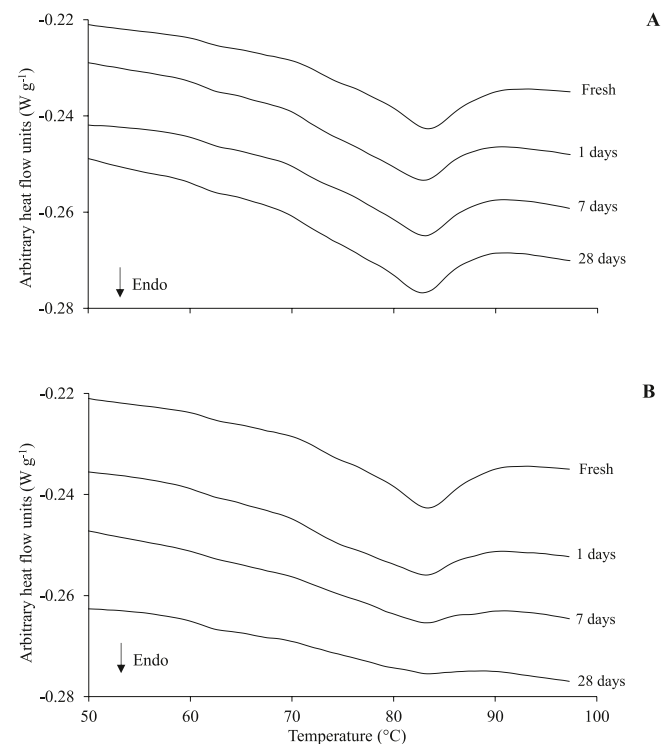 A
-0.22
-0.24
-0.26
-0.28
Arbitrary heat flow units (W g⁻¹)
Fresh
1 days
7 days
28 days
Endo
B
-0.22
-0.24
-0.26
-0.28
Arbitrary heat flow units (W g⁻¹)
Fresh
1 days
7 days
28 days
Endo
50 60 70 80 90 100
Temperature (°C)